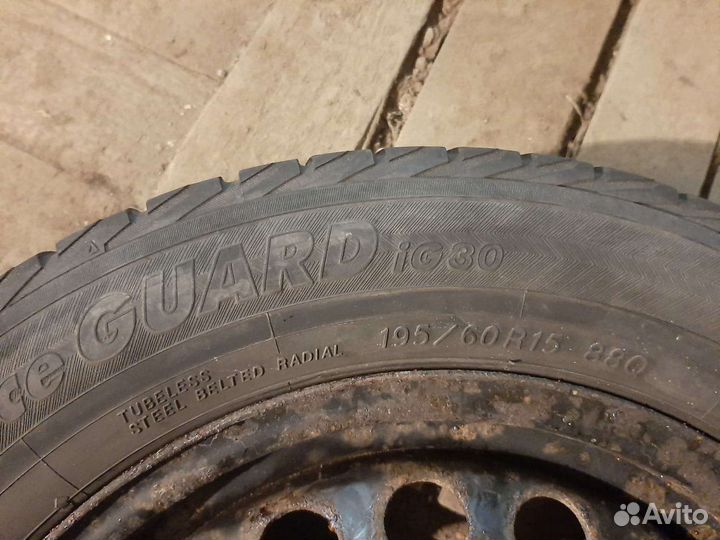 ce GUARD iG30
195/60R15 88Q
TUBELESS
STEEL BELTED RADIAL
Avito